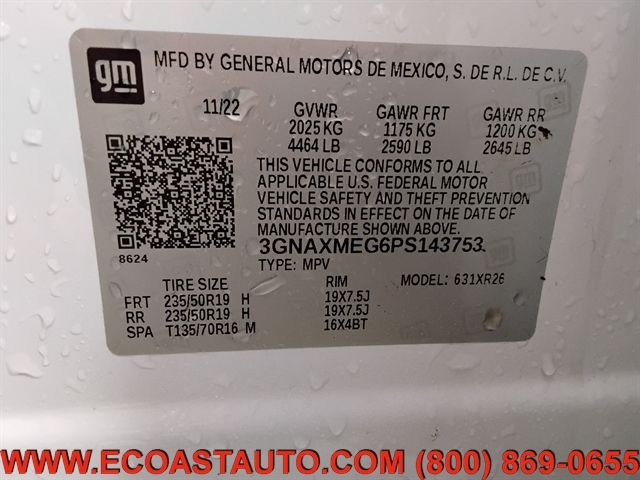 gm
MFD BY GENERAL MOTORS DE MEXICO, S. DE R.L. DE C.V.
11/22 GVWR GAWR FRT GAWR RR
2025 KG 1175 KG 1200 KG
4464 LB 2590 LB 2645 LB
THIS VEHICLE CONFORMS TO ALL
APPLICABLE U.S. FEDERAL MOTOR
VEHICLE SAFETY AND THEFT PREVENTION
STANDARDS IN EFFECT ON THE DATE OF
MANUFACTURE SHOWN ABOVE.
3GNAXMEG6PS143753
8624
TYPE: MPV MODEL: 631XR26
TIRE SIZE RIM
FRT 235/50R19 H 19X7.5J
RR 235/50R19 H 19X7.5J
SPA T135/70R16 M 16X4BT
WWW.ECOASTAUTO.COM (800) 869-0655